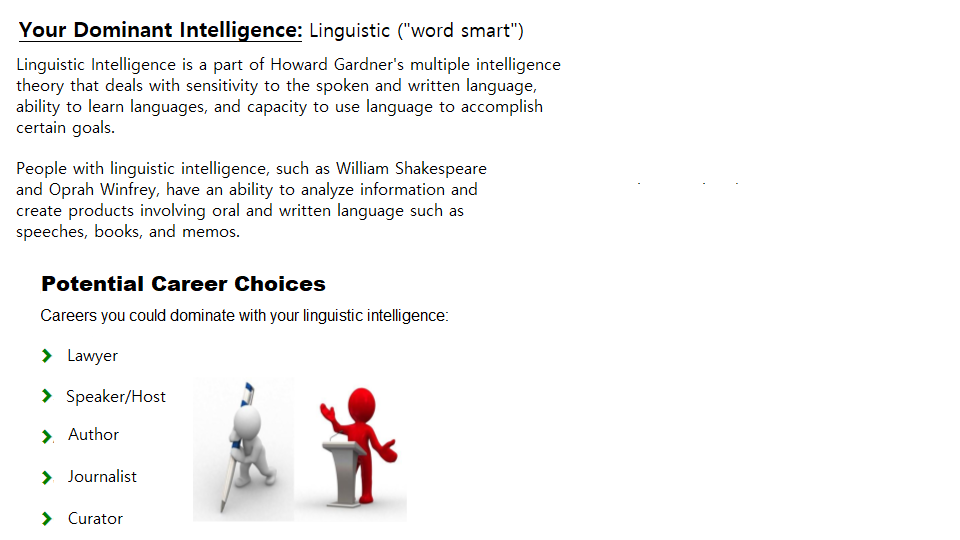 Your Dominant Intelligence: Linguistic ("word smart")
Linguistic Intelligence is a part of Howard Gardner's multiple intelligence
theory that deals with sensitivity to the spoken and written language,
ability to learn languages, and capacity to use language to accomplish
certain goals.
People with linguistic intelligence, such as William Shakespeare
and Oprah Winfrey, have an ability to analyze information and
create products involving oral and written language such as
speeches, books, and memos.
Potential Career Choices
Careers you could dominate with your linguistic intelligence:
Lawyer
Speaker/Host
Author
Journalist
Curator